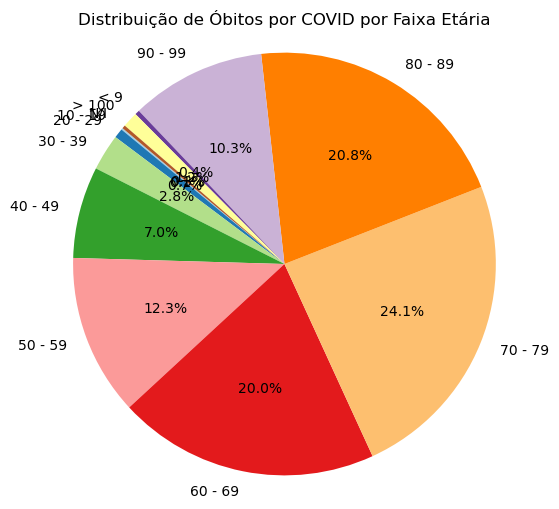 Distribuição de Óbitos por COVID por Faixa Etária
90 - 99
80 - 89
< 9
> 100
20 - 29
30 - 39
40 - 49
50 - 59
60 - 69
70 - 79
10.3%
20.8%
0.4%
2.8%
7.0%
12.3%
24.1%
20.0%